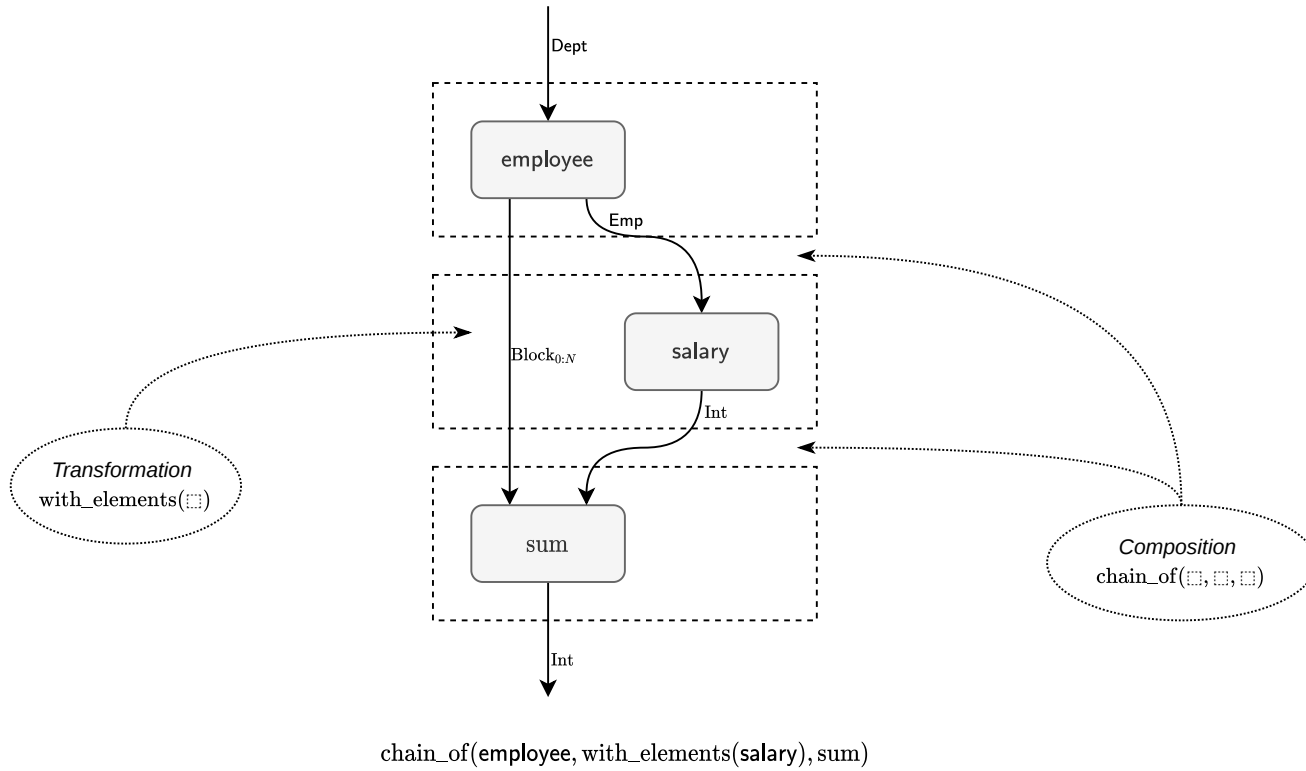 Dept
employee
Emp
Block₀:N
salary
Int
Transformation
with_elements(⬚)
sum
Composition
chain_of(⬚, ⬚, ⬚)
Int
chain_of(employee, with_elements(salary), sum)